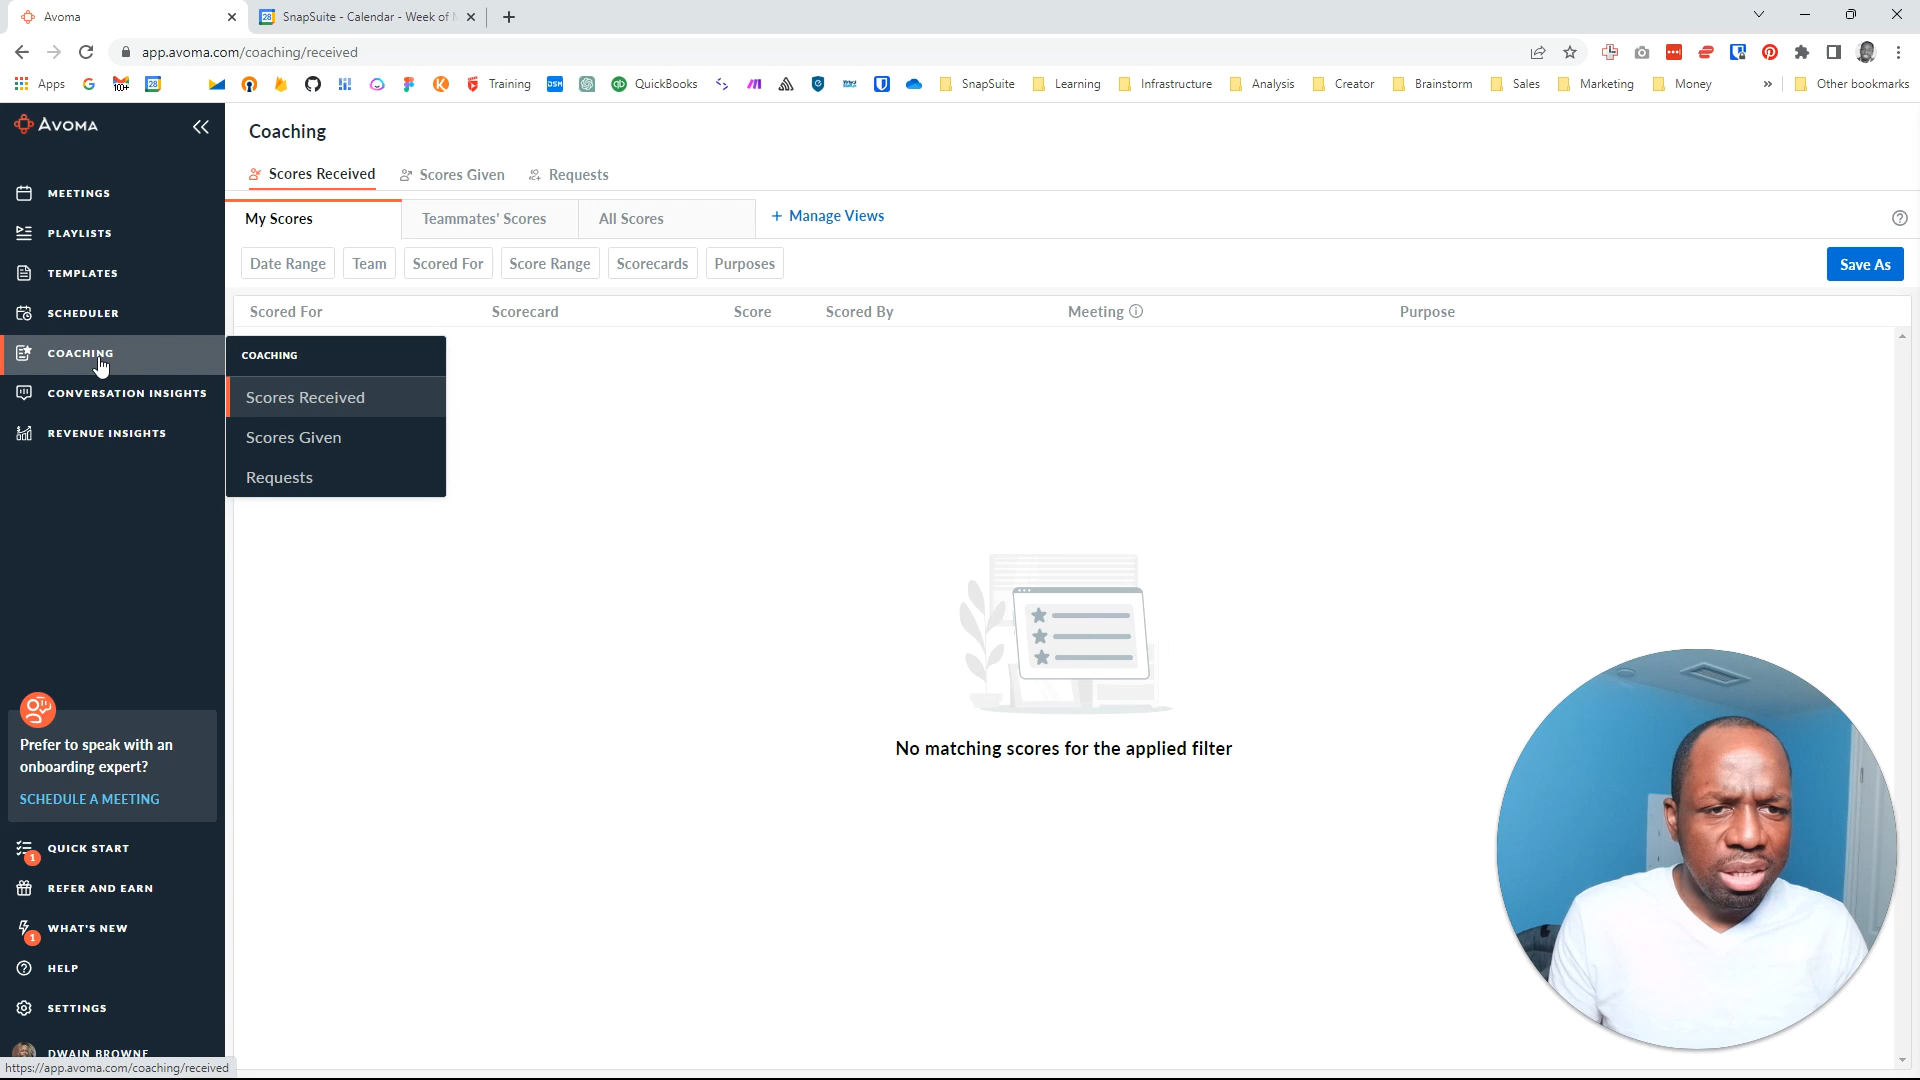 Avoma
SnapSuite - Calendar - Week of
app.avoma.com/coaching/received
Apps
100+
28
Training
DSM
QuickBooks
SnapSuite
Learning
Infrastructure
Analysis
Creator
Brainstorm
Sales
Marketing
Money
Other bookmarks
AVOMA
MEETINGS
PLAYLISTS
TEMPLATES
SCHEDULER
COACHING
CONVERSATION INSIGHTS
REVENUE INSIGHTS
COACHING
Scores Received
Scores Given
Requests
Coaching
Scores Received
Scores Given
Requests
My Scores
Teammates' Scores
All Scores
+ Manage Views
Date Range
Team
Scored For
Score Range
Scorecards
Purposes
Save As
Scored For
Scorecard
Score
Scored By
Meeting
Purpose
No matching scores for the applied filter
Prefer to speak with an
onboarding expert?
SCHEDULE A MEETING
QUICK START
1
REFER AND EARN
WHAT'S NEW
1
HELP
SETTINGS
DWAIN BROWNE
https://app.avoma.com/coaching/received